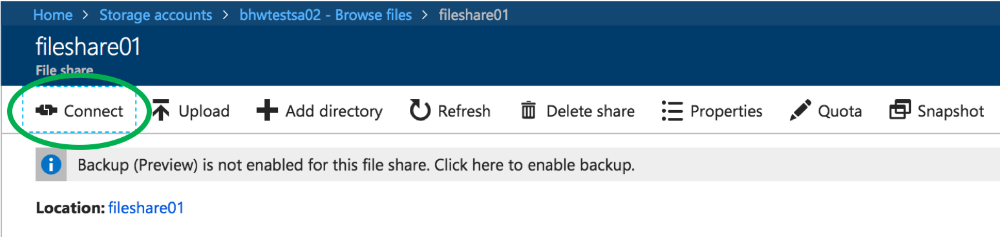 Home > Storage accounts > bhwtestsa02 - Browse files > fileshare01
fileshare01
File share
Connect Upload Add directory Refresh Delete share Properties Quota Snapshot
Backup (Preview) is not enabled for this file share. Click here to enable backup.
Location: fileshare01